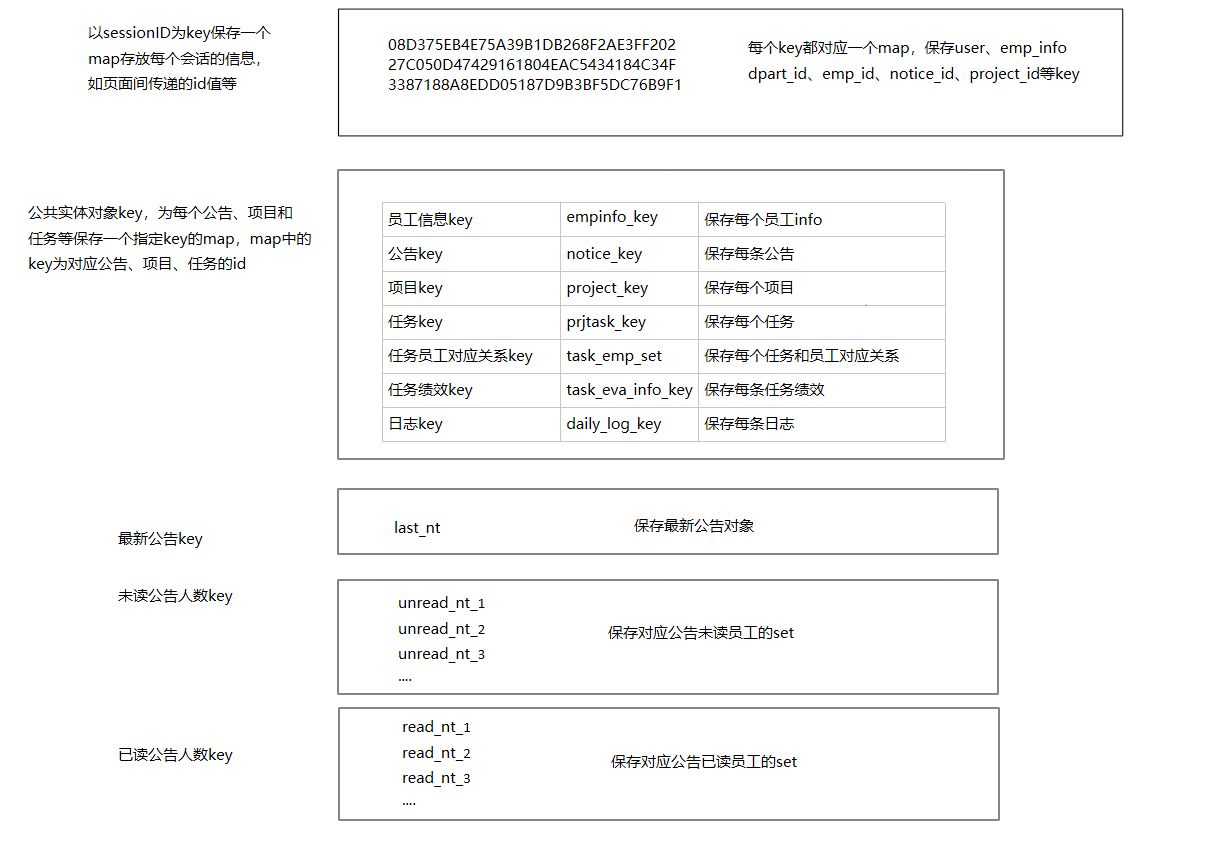 以sessionID为key保存一个
map存放每个会话的信息，
如页面间传递的id值等
08D375EB4E75A39B1DB268F2AE3FF202
27C050D47429161804EAC5434184C34F
3387188A8EDD05187D9B3BF5DC76B9F1
每个key都对应一个map，保存user、emp_info
dpart_id、emp_id、notice_id、project_id等key
公共实体对象key，为每个公告、项目和
任务等保存一个指定key的map，map中的
key为对应公告、项目、任务的id
员工信息key empinfo_key 保存每个员工info
公告key notice_key 保存每条公告
项目key project_key 保存每个项目
任务key prjtask_key 保存每个任务
任务员工对应关系key task_emp_set 保存每个任务和员工对应关系
任务绩效key task_eva_info_key 保存每条任务绩效
日志key daily_log_key 保存每条日志
最新公告key
last_nt 保存最新公告对象
未读公告人数key
unread_nt_1
unread_nt_2
unread_nt_3
....
保存对应公告未读员工的set
已读公告人数key
read_nt_1
read_nt_2
read_nt_3
....
保存对应公告已读员工的set